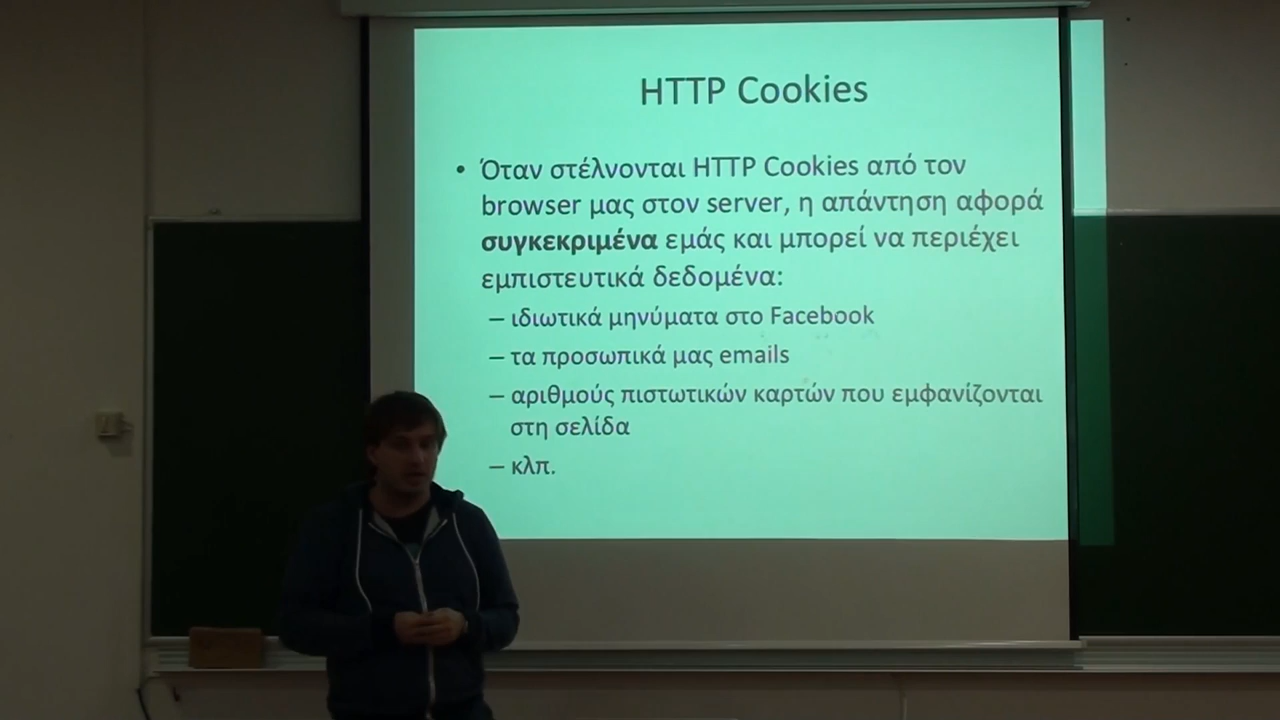 HTTP Cookies
• Όταν στέλνονται HTTP Cookies από τον
browser μας στον server, η απάντηση αφορά
συγκεκριμένα εμάς και μπορεί να περιέχει
εμπιστευτικά δεδομένα:
– ιδιωτικά μηνύματα στο Facebook
– τα προσωπικά μας emails
– αριθμούς πιστωτικών καρτών που εμφανίζονται
στη σελίδα
– κλπ.